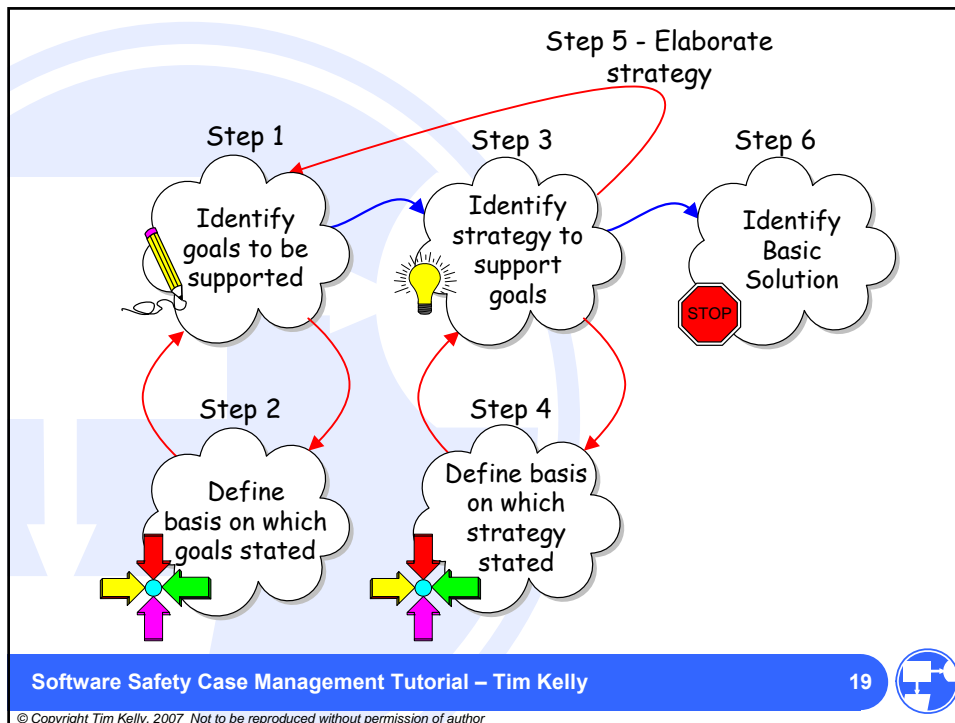 Step 5 - Elaborate
strategy
Step 1
Identify
goals to be
supported
Step 3
Identify
strategy to
support
goals
Step 6
Identify
Basic
Solution
STOP
Step 2
Define
basis on which
goals stated
Step 4
Define basis
on which
strategy
stated
Software Safety Case Management Tutorial – Tim Kelly
19
© Copyright Tim Kelly, 2007 Not to be reproduced without permission of author